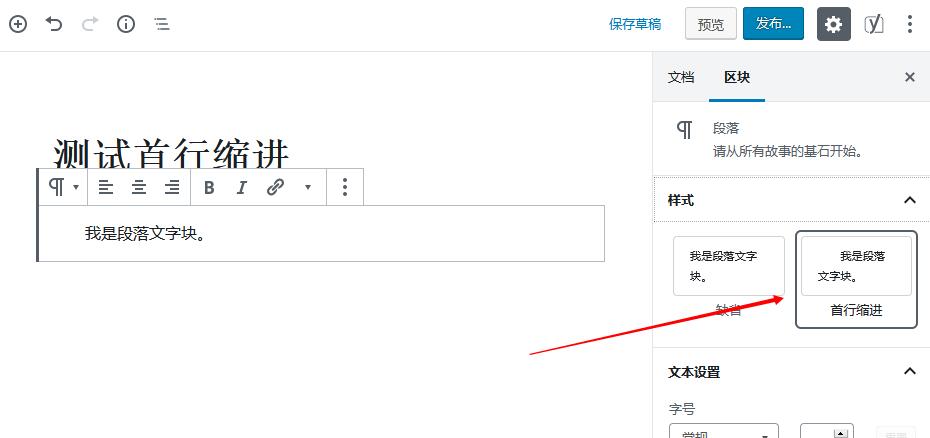 保存草稿 预览 发布...
文档 区块
测试首行缩进
段落
请从所有故事的基石开始。
B I
我是段落文字块。
样式
我是段落文字
块。
缺省
我是段落
文字块。
首行缩进
文本设置
字号
常规